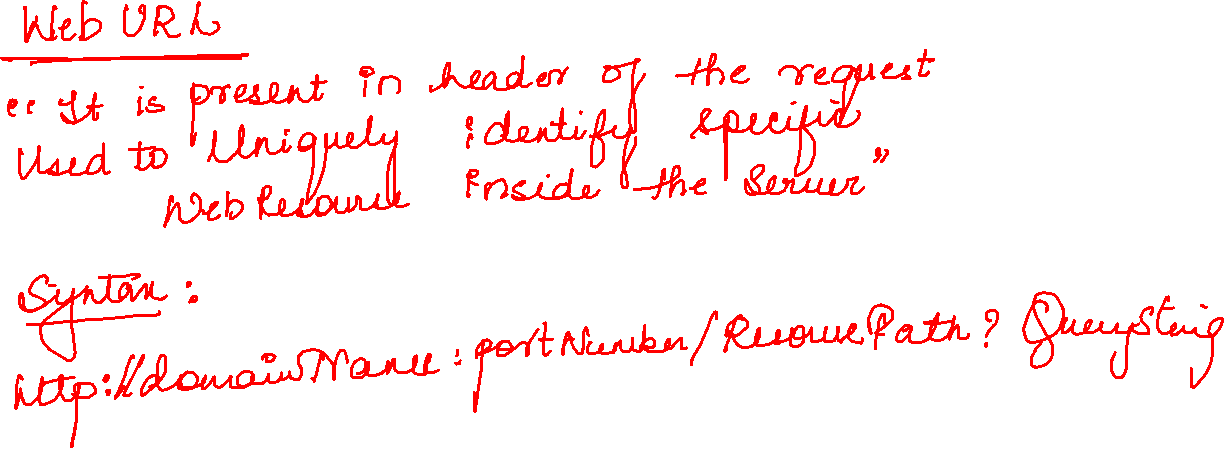 Web URL
"It is present in header of the request
Used to Uniquely identify specific
Web Resource inside the Server"
Syntax :
http://domainName:portNumber/ResourcePath? QueryString